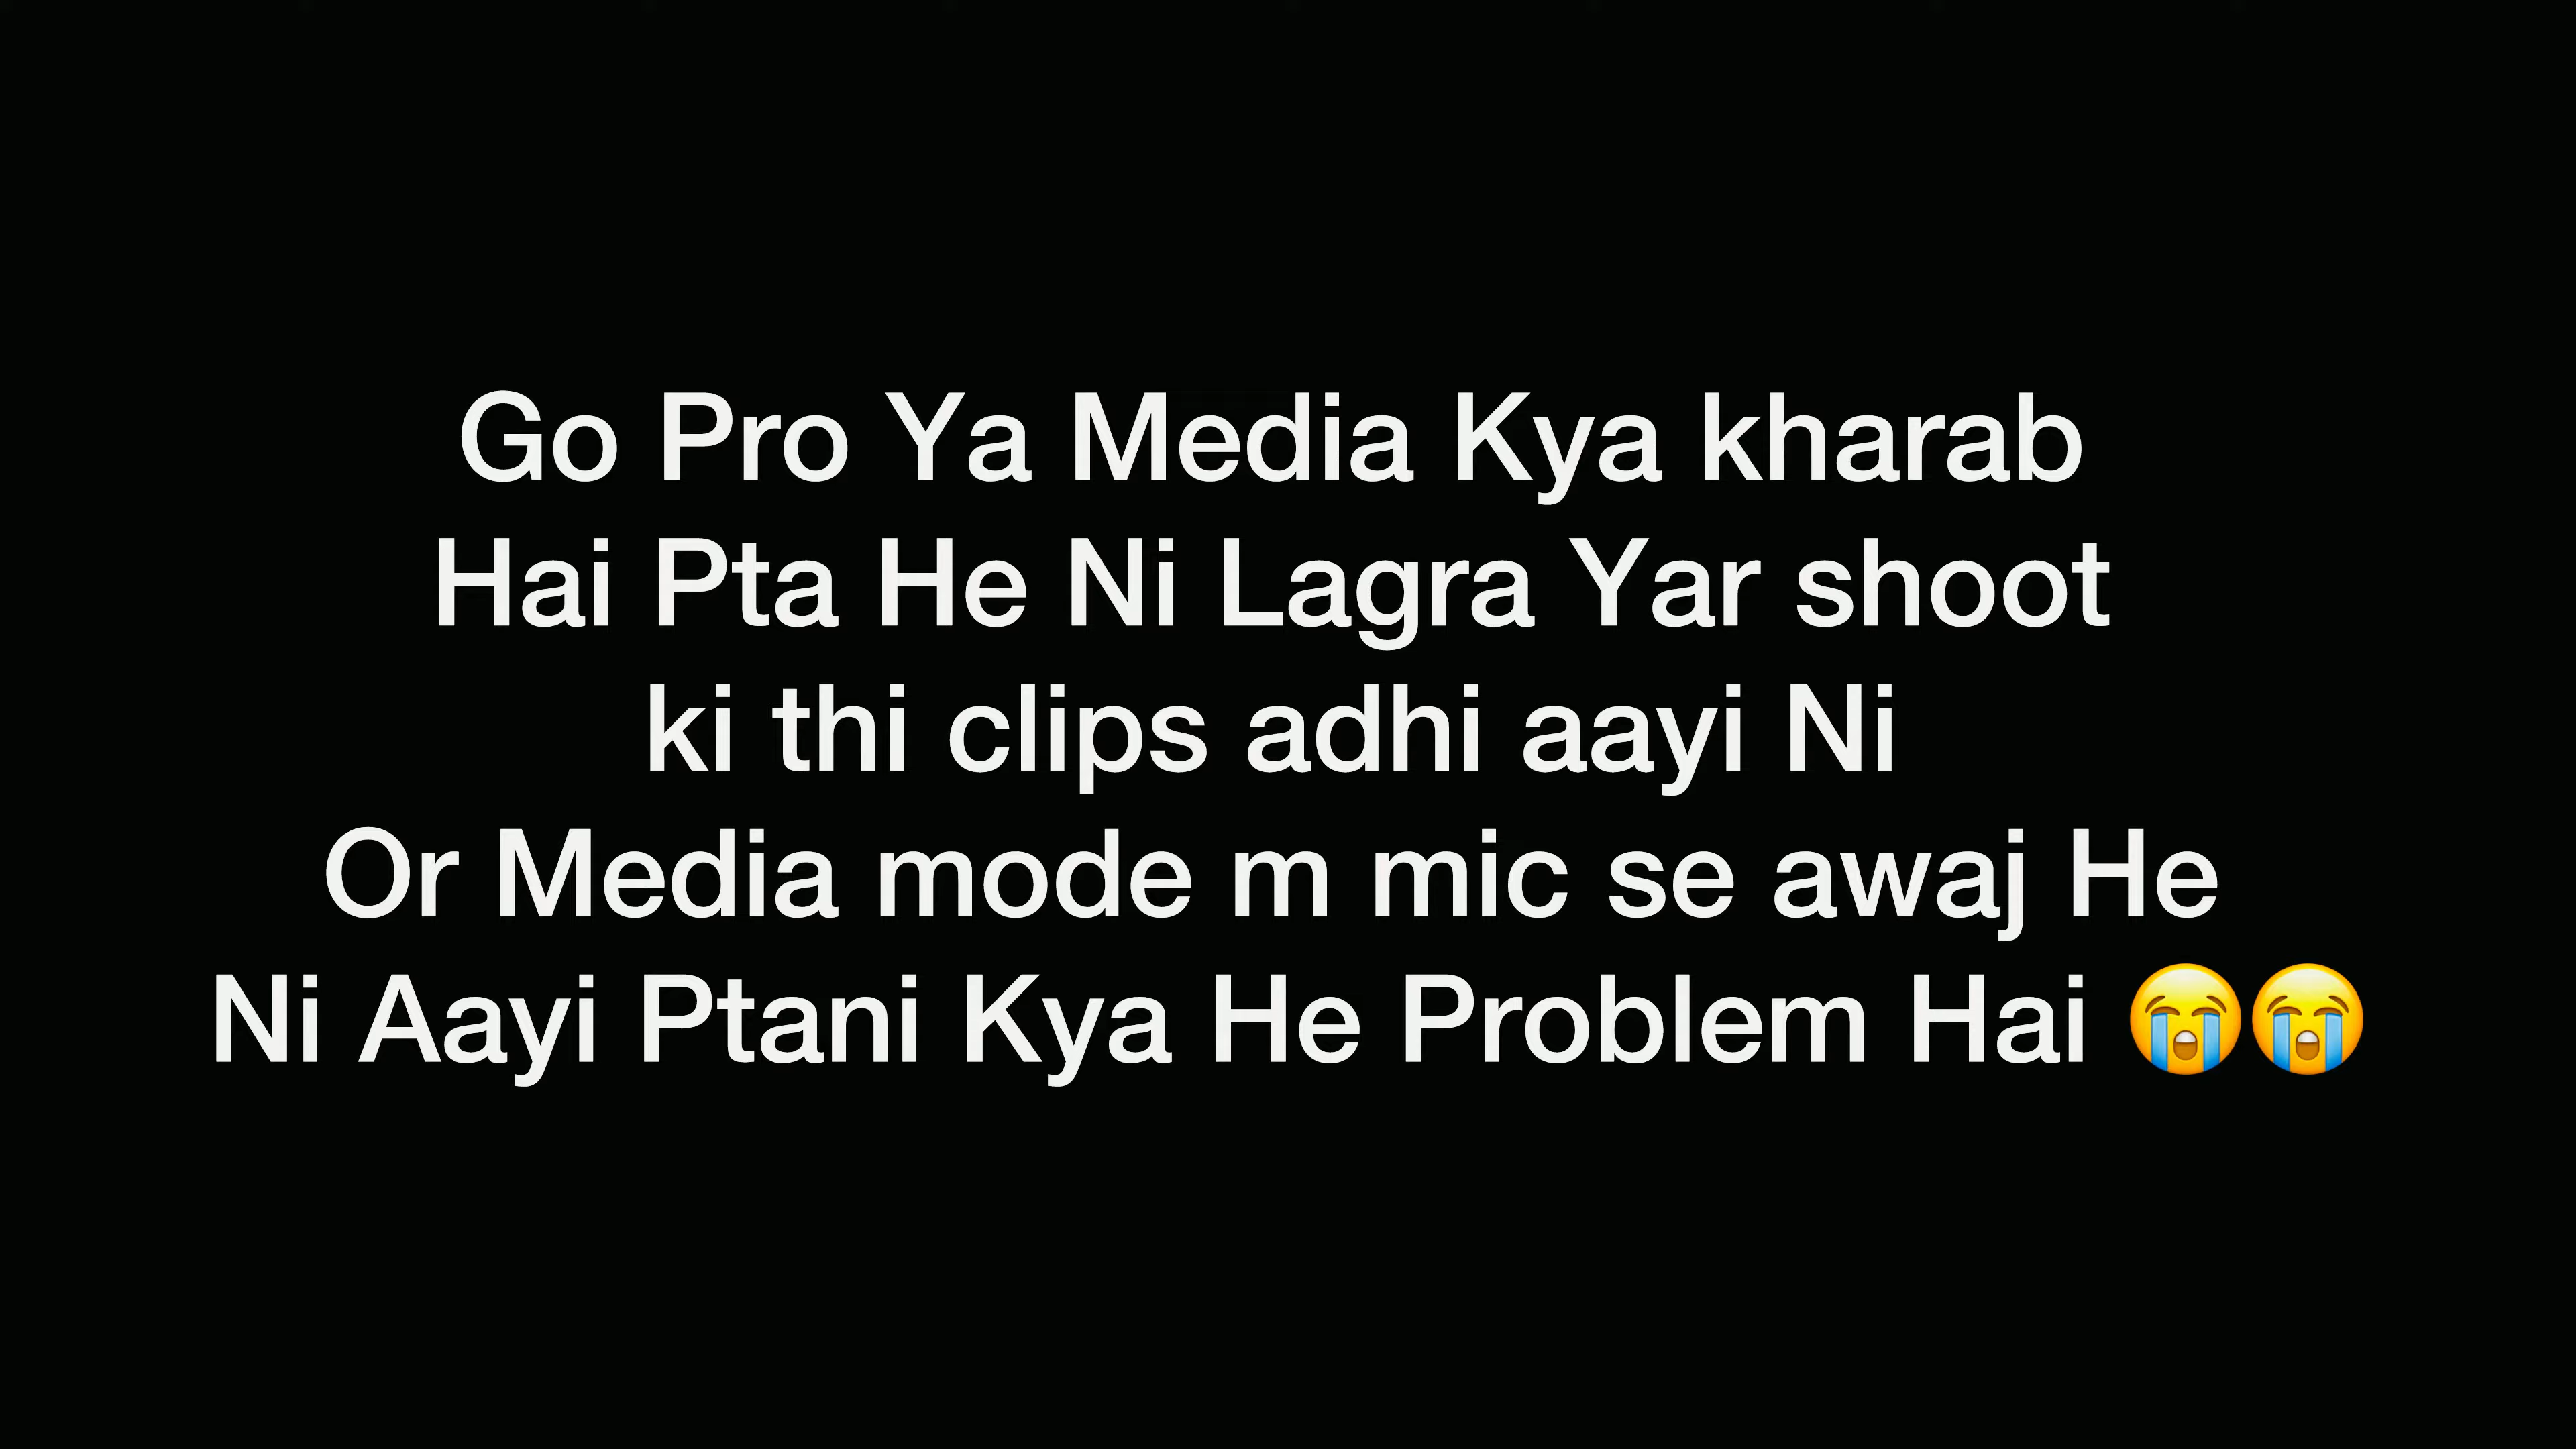 Go Pro Ya Media Kya kharab
Hai Pta He Ni Lagra Yar shoot
ki thi clips adhi aayi Ni
Or Media mode m mic se awaj He
Ni Aayi Ptani Kya He Problem Hai 😭😭